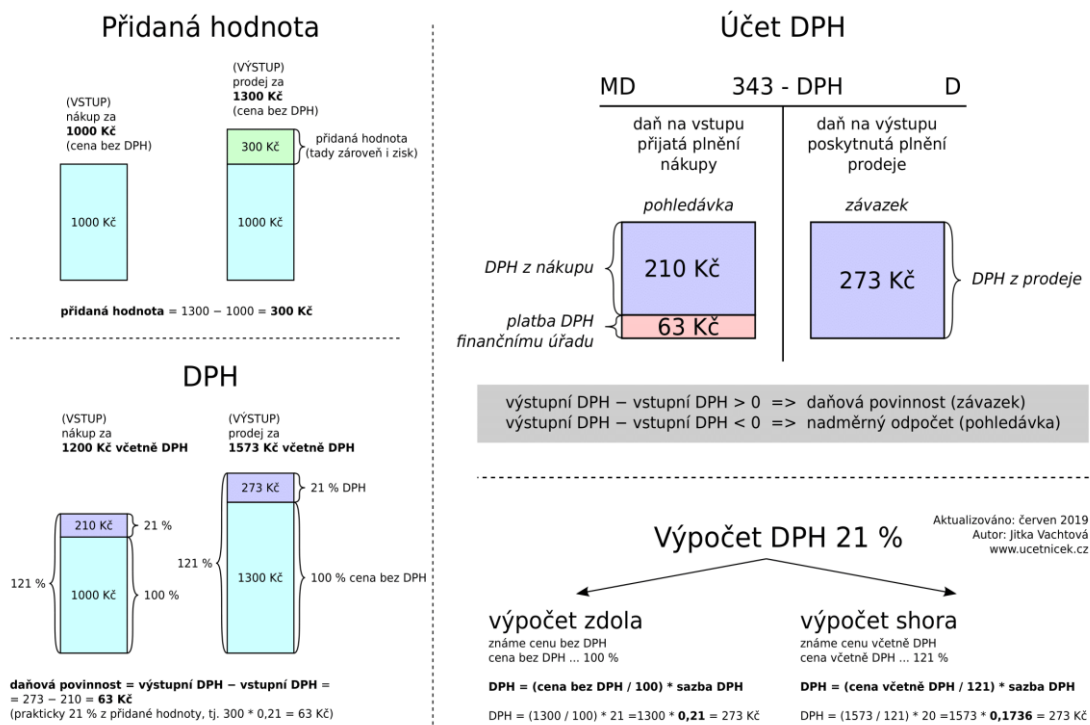 Přidaná hodnota
(VSTUP)
nákup za
1000 Kč
(cena bez DPH)
(VÝSTUP)
prodej za
1300 Kč
(cena bez DPH)
300 Kč
přidaná hodnota
(tady zároveň i zisk)
1000 Kč
1000 Kč
přidaná hodnota = 1300 − 1000 = 300 Kč
DPH
(VSTUP)
nákup za
1200 Kč včetně DPH
(VÝSTUP)
prodej za
1573 Kč včetně DPH
273 Kč
21 % DPH
210 Kč
21 %
121 %
1000 Kč
100 %
121 %
1300 Kč
100 % cena bez DPH
daňová povinnost = výstupní DPH − vstupní DPH =
= 273 − 210 = 63 Kč
(prakticky 21 % z přidané hodnoty, tj. 300 * 0,21 = 63 Kč)
Účet DPH
MD 343 - DPH D
daň na vstupu
přijatá plnění
nákupy
daň na výstupu
poskytnutá plnění
prodeje
pohledávka
závazek
DPH z nákupu
210 Kč
273 Kč
DPH z prodeje
platba DPH
finančnímu úřadu
63 Kč
výstupní DPH − vstupní DPH > 0 => daňová povinnost (závazek)
výstupní DPH − vstupní DPH < 0 => nadměrný odpočet (pohledávka)
Aktualizováno: červen 2019
Autor: Jitka Vachtová
www.ucetnicek.cz
Výpočet DPH 21 %
výpočet zdola
známe cenu bez DPH
cena bez DPH ... 100 %
DPH = (cena bez DPH / 100) * sazba DPH
DPH = (1300 / 100) * 21 =1300 * 0,21 = 273 Kč
výpočet shora
známe cenu včetně DPH
cena včetně DPH ... 121 %
DPH = (cena včetně DPH / 121) * sazba DPH
DPH = (1573 / 121) * 20 =1573 * 0,1736 = 273 Kč